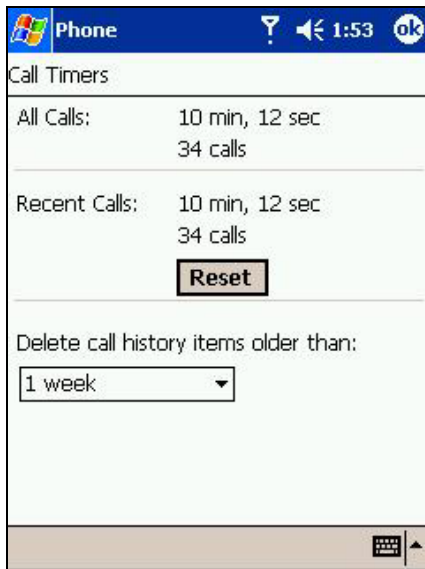 Phone 1:53 ok
Call Timers
All Calls: 10 min, 12 sec
34 calls
Recent Calls: 10 min, 12 sec
34 calls
Reset
Delete call history items older than:
1 week